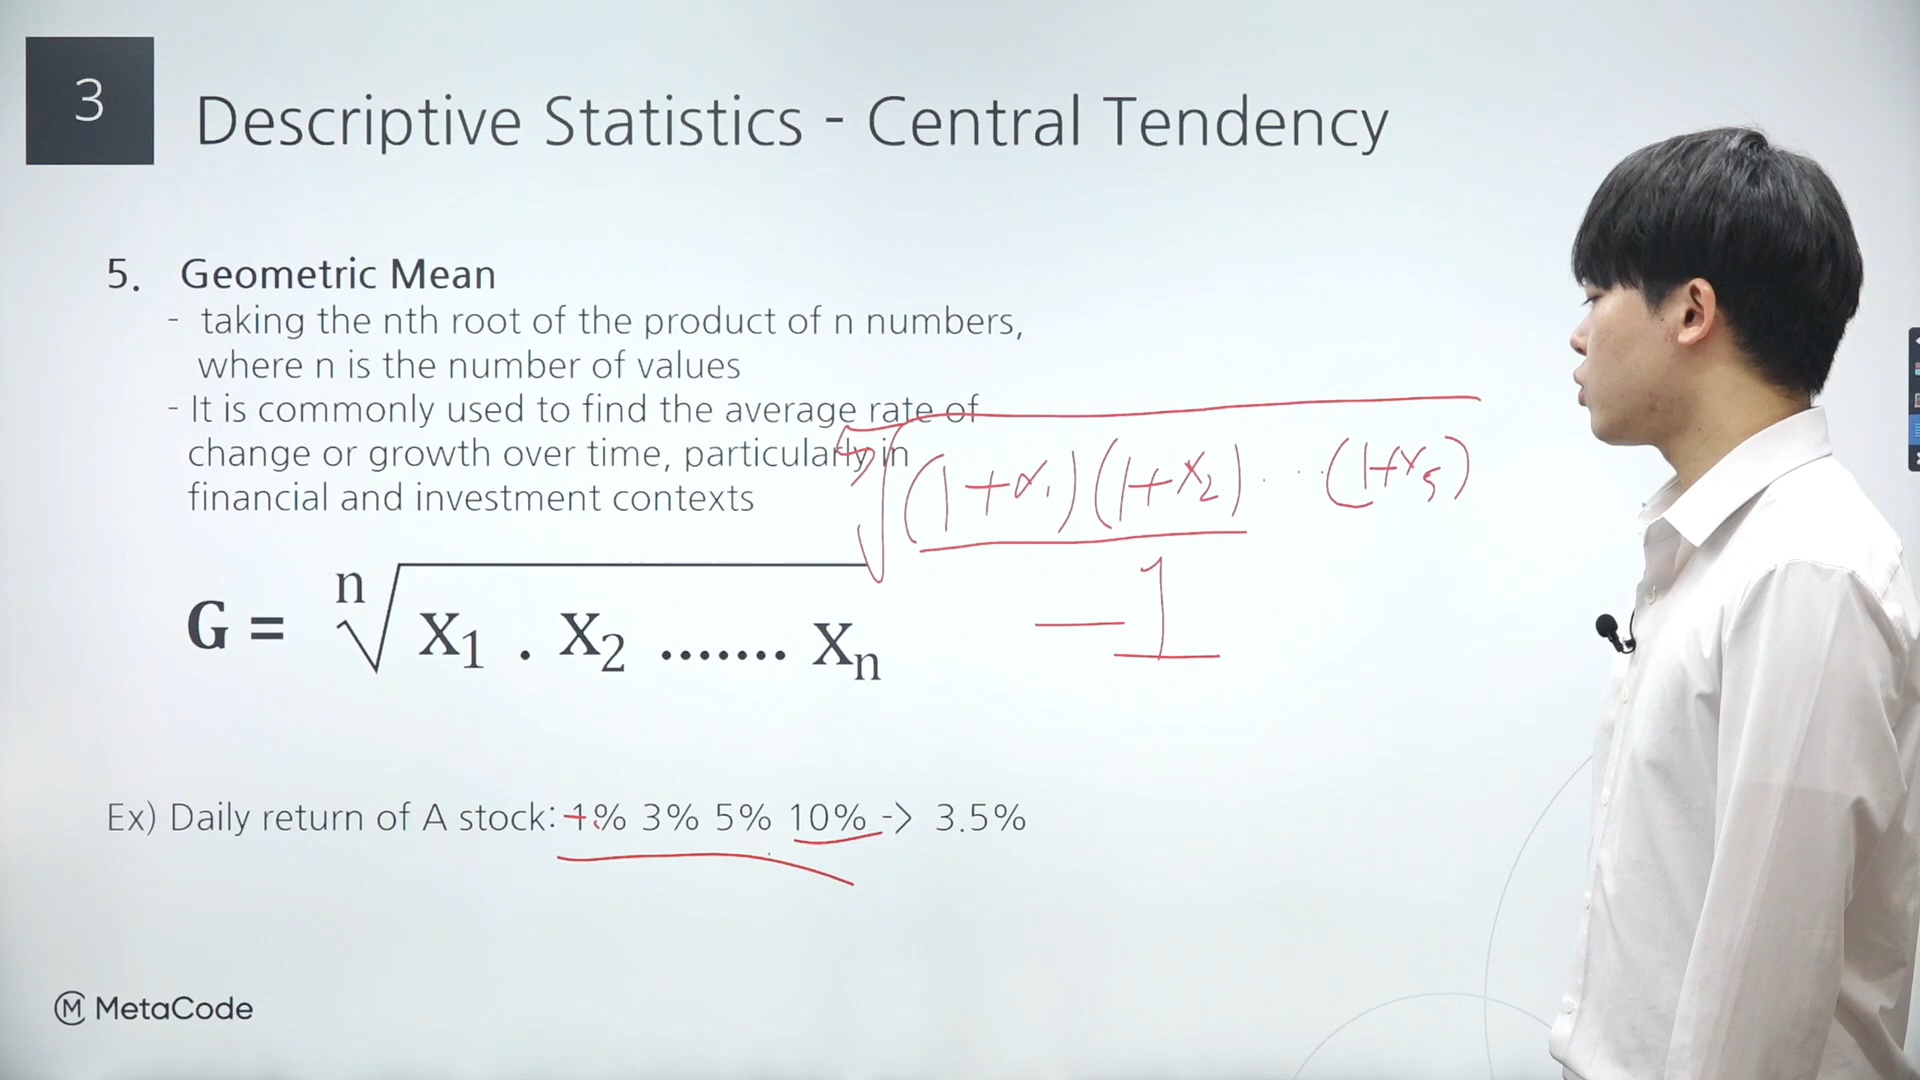 3
Descriptive Statistics - Central Tendency
5. Geometric Mean
- taking the nth root of the product of n numbers,
where n is the number of values
- It is commonly used to find the average rate of
change or growth over time, particularly in
financial and investment contexts
5√(1+x₁)(1+x₂)···(1+x₅)
-1
G = n√X₁ . X₂ ....... Xₙ
Ex) Daily return of A stock: 1% 3% 5% 10% -> 3.5%
MetaCode